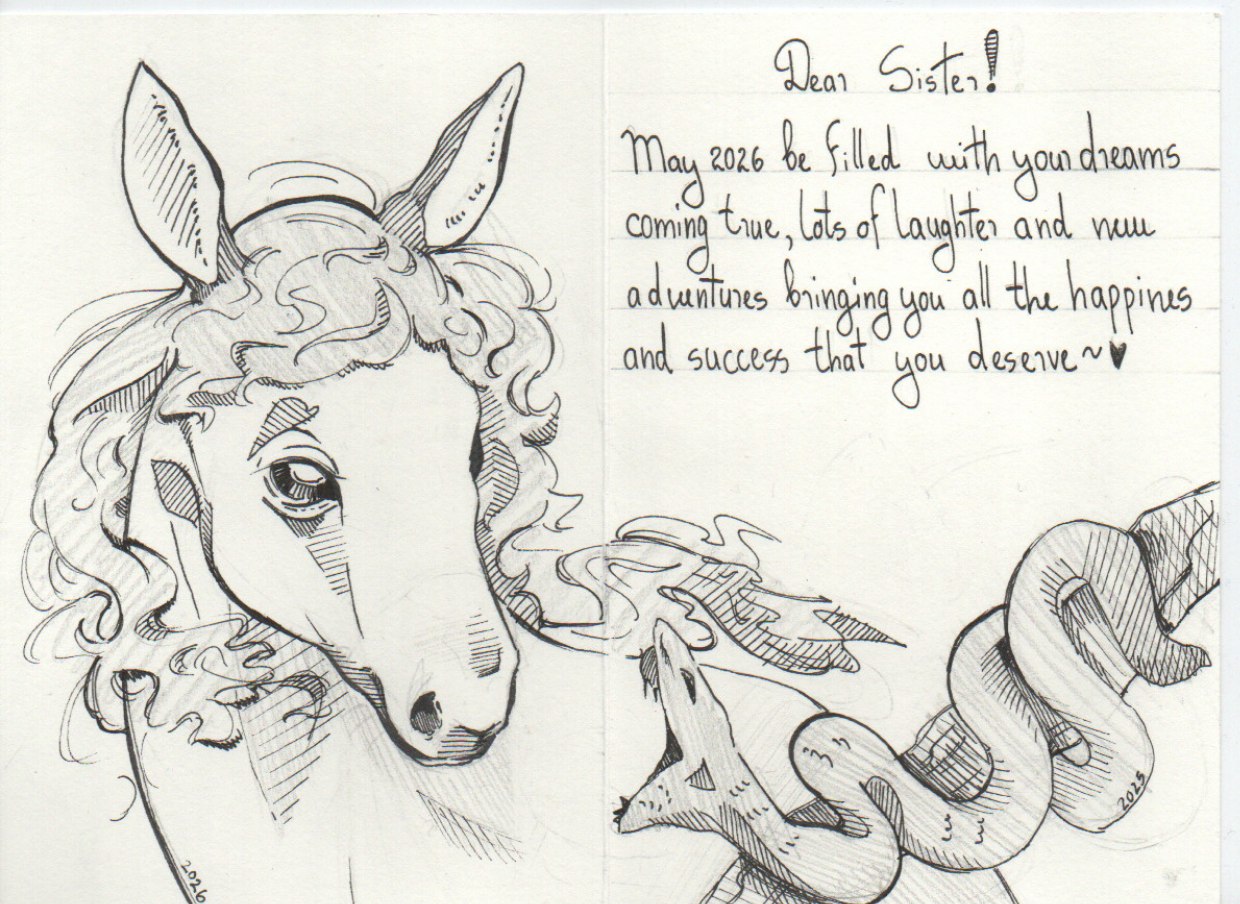 Dear Sister!
May 2026 be filled with your dreams
coming true, lots of laughter and new
adventures bringing you all the happines
and success that you deserve ~ ♥
2025
2026